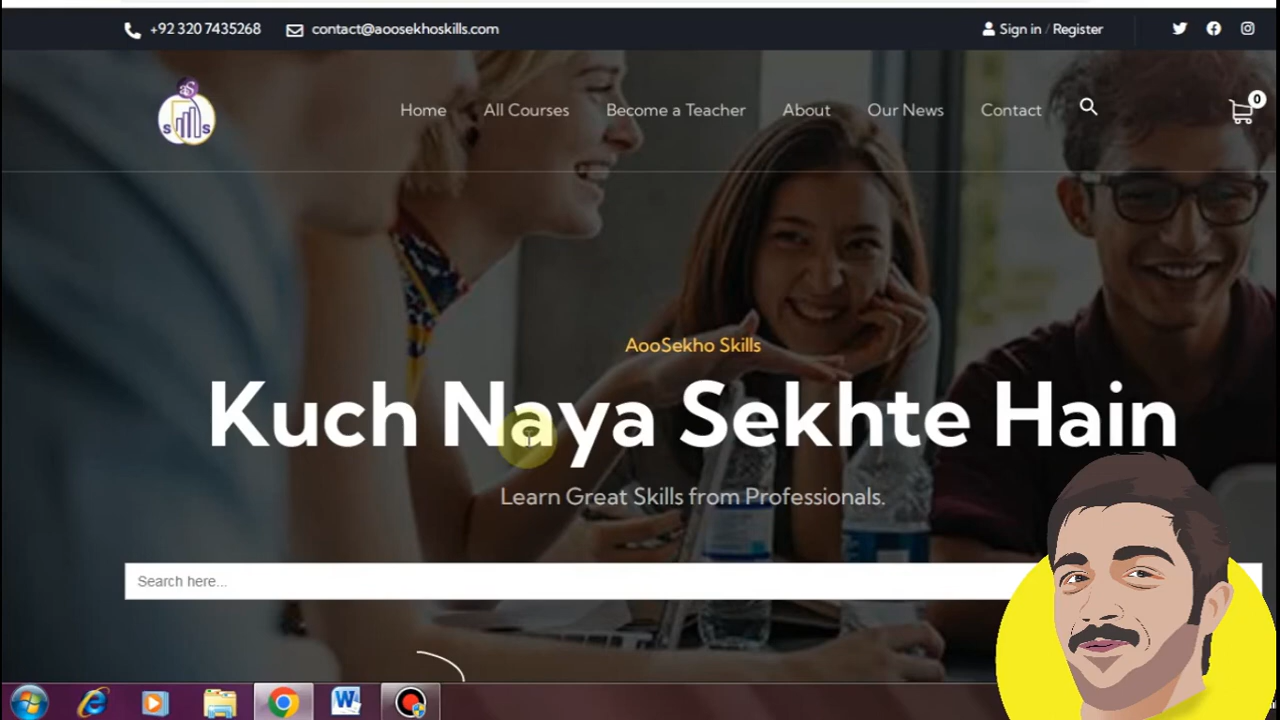 +92 320 7435268
contact@aoosekhoskills.com
Sign in / Register
S S
Home
All Courses
Become a Teacher
About
Our News
Contact
0
AooSekho Skills
Kuch Naya Sekhte Hain
Learn Great Skills from Professionals.
Search here...